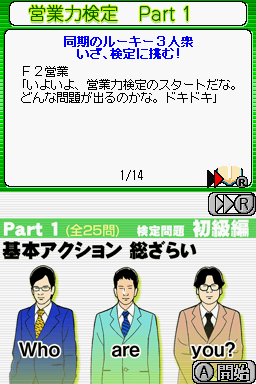 営業力検定　Part 1
同期のルーキー３人衆
いざ、検定に挑む！
Ｆ２営業
「いよいよ、営業力検定のスタートだな。
どんな問題が出るのかな。ドキドキ」
1/14
R
R
Part 1 (全25問)　検定問題　初級編
基本アクション 総ざらい
Who are you?
A 開始